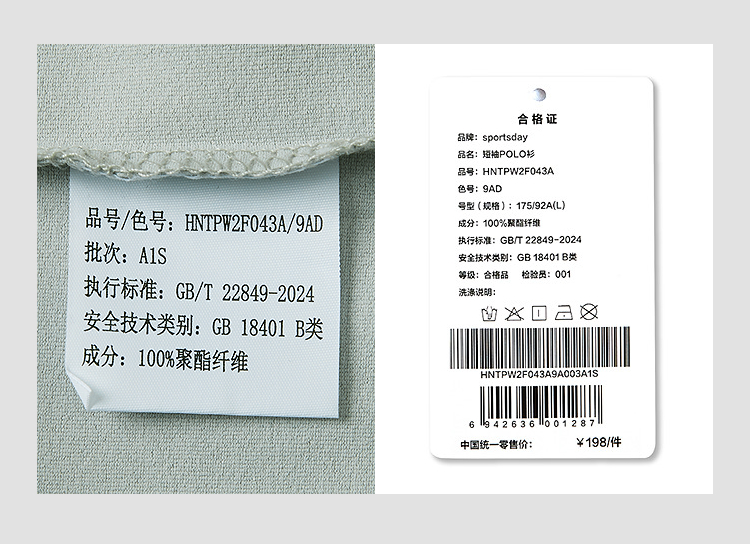 品号/色号：HNTPW2F043A/9AD
批次：A1S
执行标准：GB/T 22849-2024
安全技术类别：GB 18401 B类
成分：100%聚酯纤维
合格证
品牌：sportsday
品名：短袖POLO衫
品号：HNTPW2F043A
色号：9AD
号型（规格）：175/92A(L)
成分：100%聚酯纤维
执行标准：GB/T 22849-2024
安全技术类别：GB 18401 B类
等级：合格品 检验员：001
洗涤说明：
HNTPW2F043A9A003A1S
6 942636 001287
中国统一零售价： ￥198/件